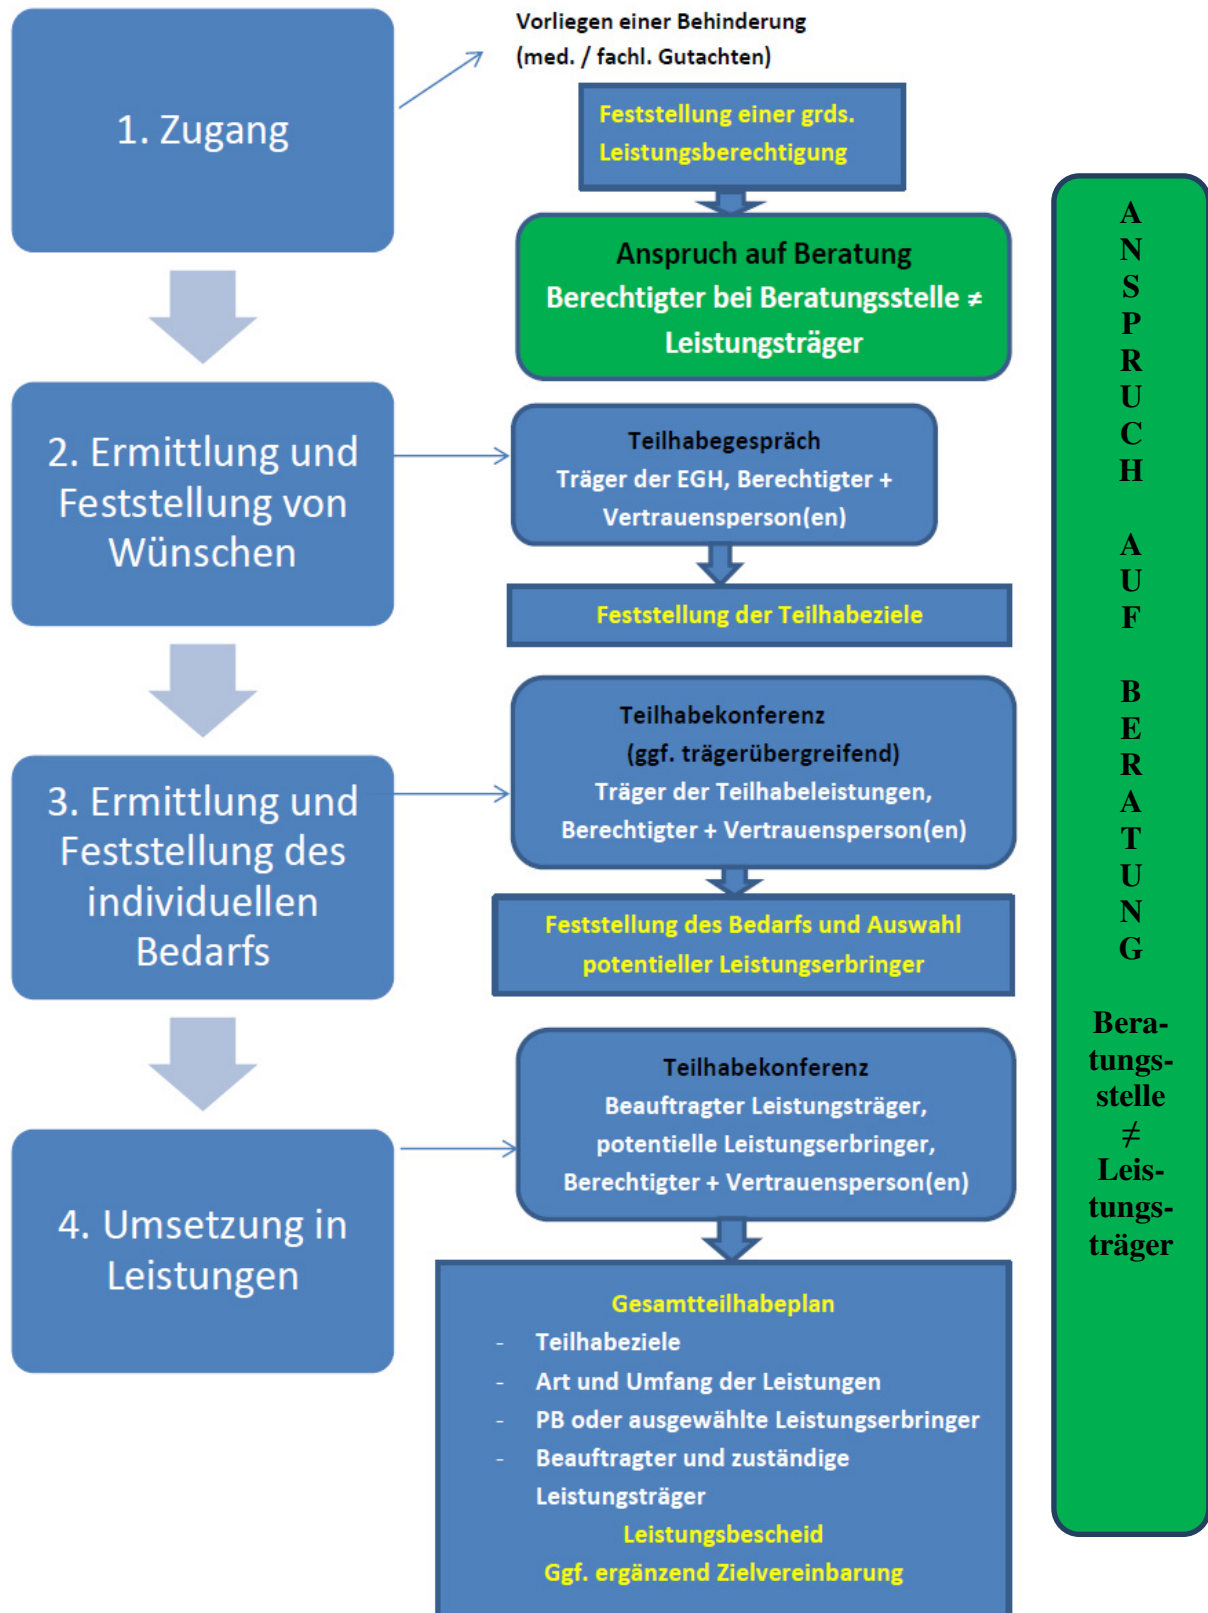 1. Zugang
Vorliegen einer Behinderung
(med. / fachl. Gutachten)
Feststellung einer grds.
Leistungsberechtigung
Anspruch auf Beratung
Berechtigter bei Beratungsstelle ≠
Leistungsträger
2. Ermittlung und
Feststellung von
Wünschen
Teilhabegespräch
Träger der EGH, Berechtigter +
Vertrauensperson(en)
Feststellung der Teilhabeziele
3. Ermittlung und
Feststellung des
individuellen
Bedarfs
Teilhabekonferenz
(ggf. trägerübergreifend)
Träger der Teilhabeleistungen,
Berechtigter + Vertrauensperson(en)
Feststellung des Bedarfs und Auswahl
potentieller Leistungserbringer
4. Umsetzung in
Leistungen
Teilhabekonferenz
Beauftragter Leistungsträger,
potentielle Leistungserbringer,
Berechtigter + Vertrauensperson(en)
Gesamtteilhabeplan
- Teilhabeziele
- Art und Umfang der Leistungen
- PB oder ausgewählte Leistungserbringer
- Beauftragter und zuständige
Leistungsträger
Leistungsbescheid
Ggf. ergänzend Zielvereinbarung
A
N
S
P
R
U
C
H
A
U
F
B
E
R
A
T
U
N
G
Bera-
tungs-
stelle
≠
Leis-
tungs-
träger